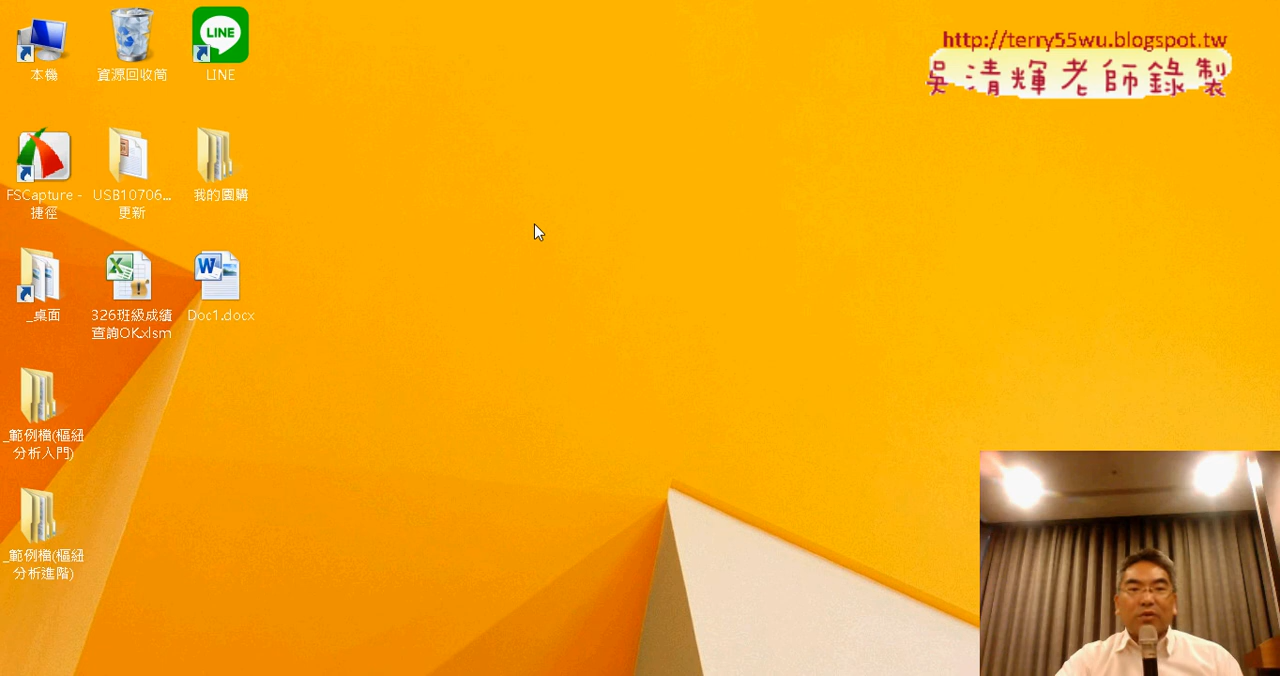 http://terry55wu.blogspot.tw
吳清輝老師錄製
本機
資源回收筒
LINE
LINE
FSCapture -
捷徑
USB10706...
更新
我的團購
_桌面
326班級成績
查詢OK.xlsm
Doc1.docx
_範例檔(樞紐
分析入門)
_範例檔(樞紐
分析進階)